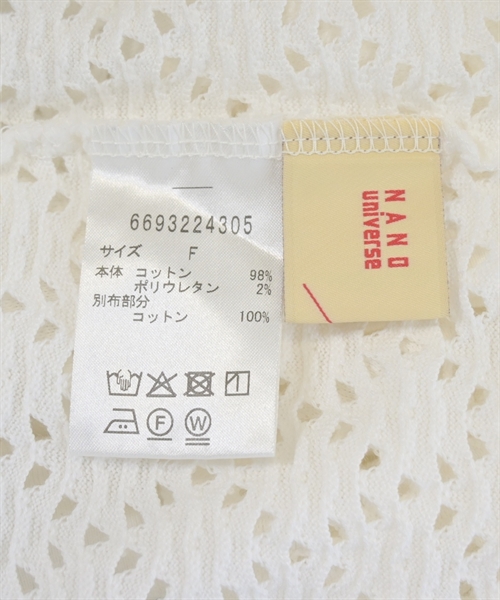 6693224305
サイズ F
本体 コットン 98%
ポリウレタン 2%
別布部分
コットン 100%
F W
NANO
universe